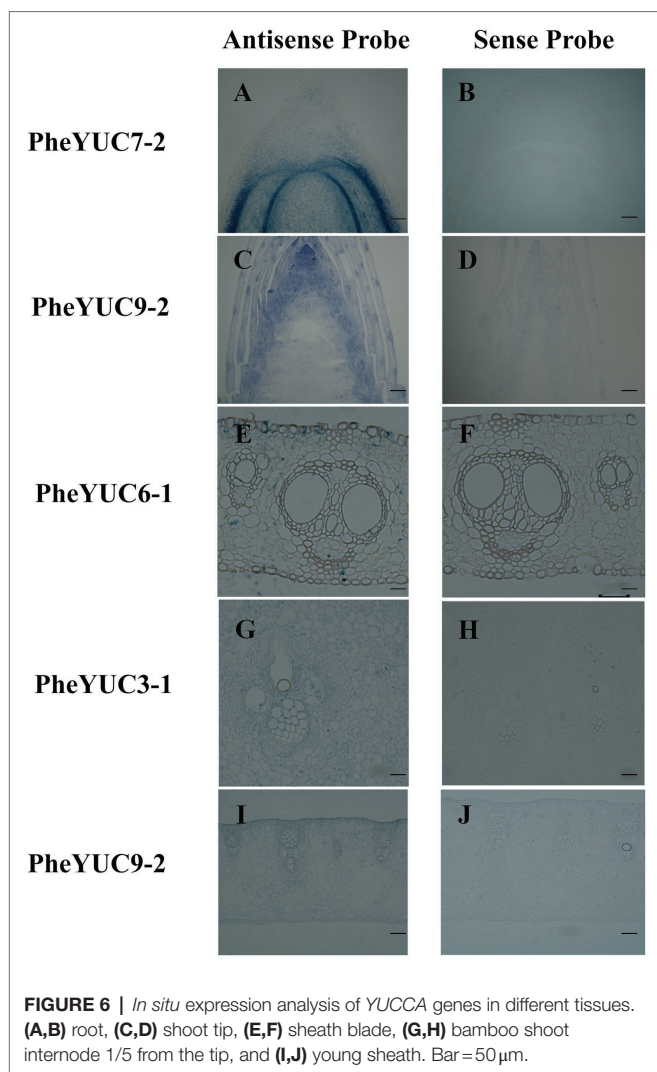 Antisense Probe Sense Probe
A B
PheYUC7-2
C D
PheYUC9-2
E F
PheYUC6-1
G H
PheYUC3-1
I J
PheYUC9-2
FIGURE 6 | In situ expression analysis of YUCCA genes in different tissues.
(A,B) root, (C,D) shoot tip, (E,F) sheath blade, (G,H) bamboo shoot
internode 1/5 from the tip, and (I,J) young sheath. Bar=50 μm.